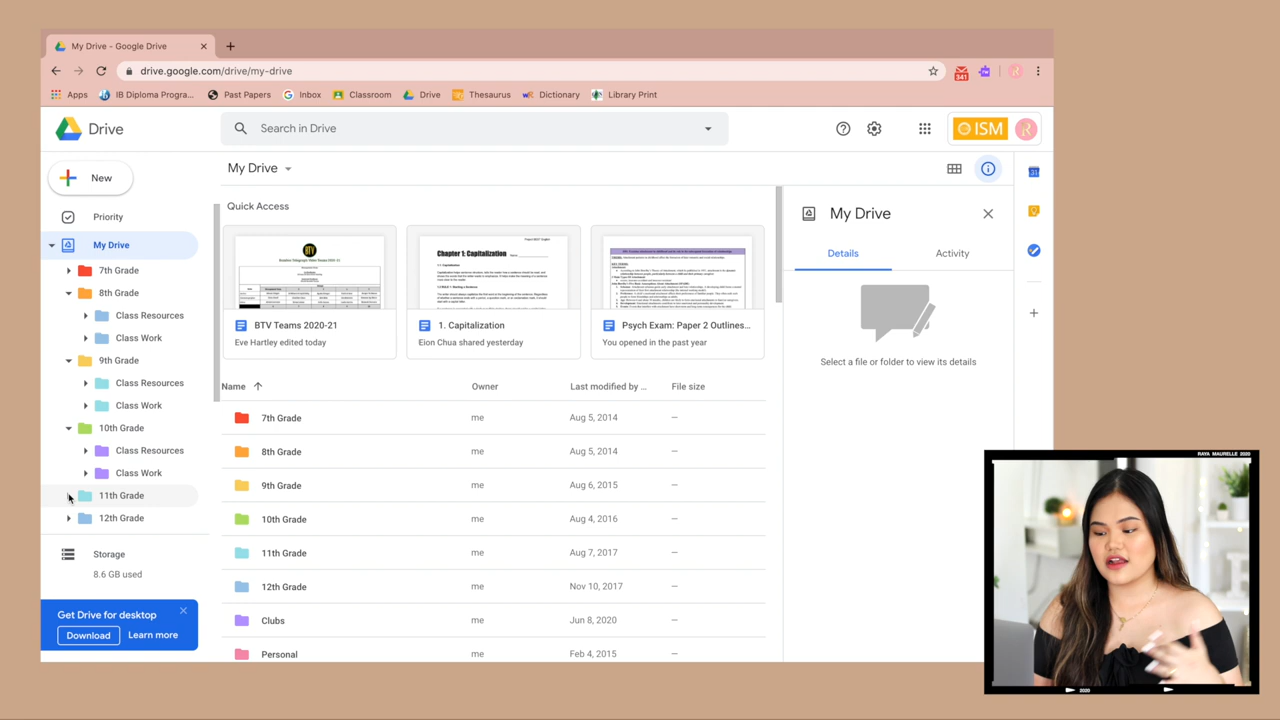 My Drive - Google Drive
drive.google.com/drive/my-drive
341
Apps
IB Diploma Progra...
Past Papers
Inbox
Classroom
Drive
Thesaurus
Dictionary
Library Print
Drive
Search in Drive
ISM
R
New
My Drive
Priority
Quick Access
My Drive
My Drive
7th Grade
Details
Activity
8th Grade
Chapter 1: Capitalization
Class Resources
BTV Teams 2020-21
1. Capitalization
Psych Exam: Paper 2 Outlines...
Class Work
Eve Hartley edited today
Eion Chua shared yesterday
You opened in the past year
9th Grade
Select a file or folder to view its details
Class Resources
Name
Owner
Last modified by ...
File size
Class Work
7th Grade me Aug 5, 2014 —
10th Grade
Class Resources
8th Grade me Aug 5, 2014 —
Class Work
9th Grade me Aug 6, 2015 —
11th Grade
12th Grade
10th Grade me Aug 4, 2016 —
Storage
11th Grade me Aug 7, 2017 —
8.6 GB used
12th Grade me Nov 10, 2017 —
Get Drive for desktop
Clubs me Jun 8, 2020 —
Download
Learn more
Personal me Feb 4, 2015 —
RAYA MAURELLE 2020
2020